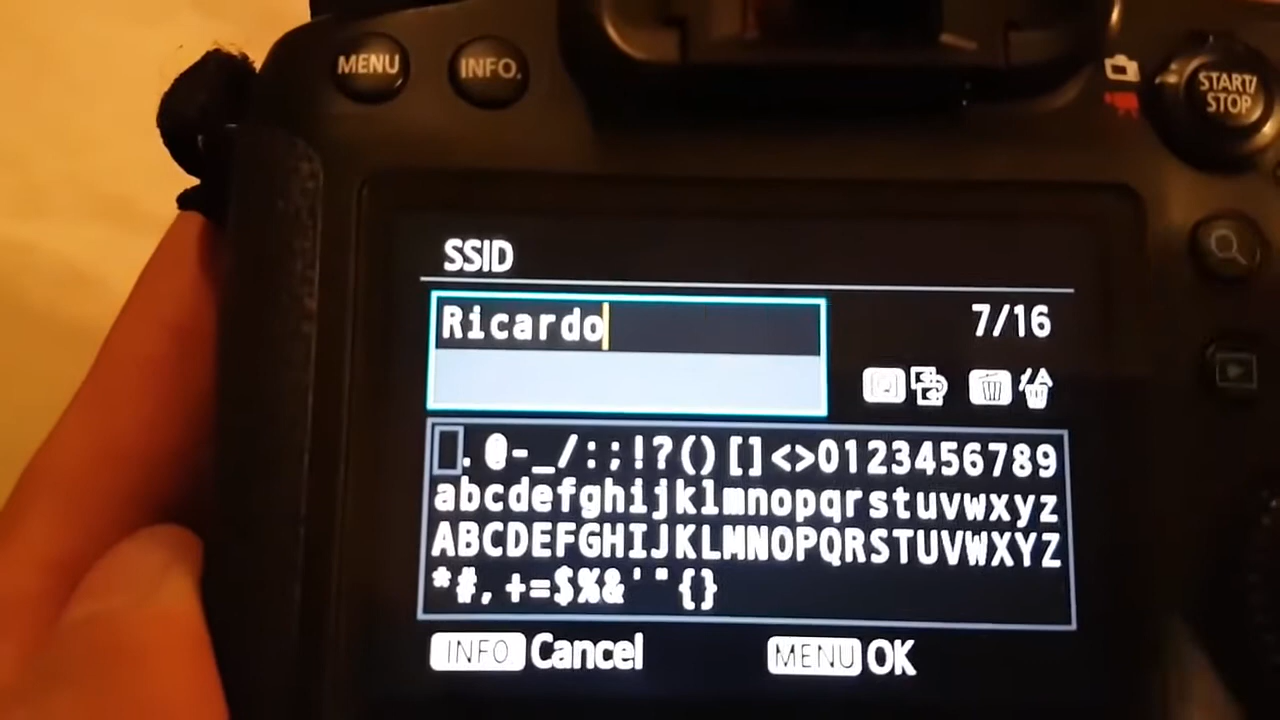 MENU INFO.
START/
STOP
SSID
Ricardo
7/16
.@-_/:;!?()[]<>0123456789
abcdefghijklmnopqrstuvwxyz
ABCDEFGHIJKLMNOPQRSTUVWXYZ
*#,+=$%&'"{}
INFO Cancel MENU OK